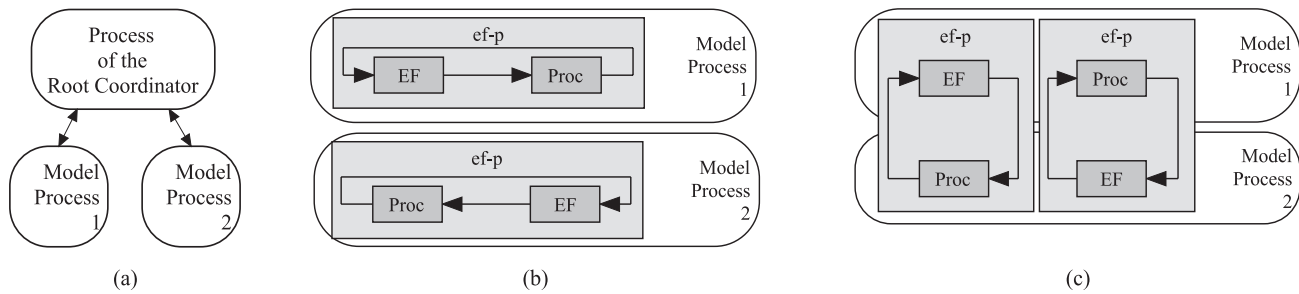 Process
of the
Root Coordinator
Model
Process
1
Model
Process
2
(a)
ef-p
EF
Proc
Model
Process
1
ef-p
Proc
EF
Model
Process
2
(b)
ef-p
EF
Proc
ef-p
Proc
EF
Model
Process
1
Model
Process
2
(c)